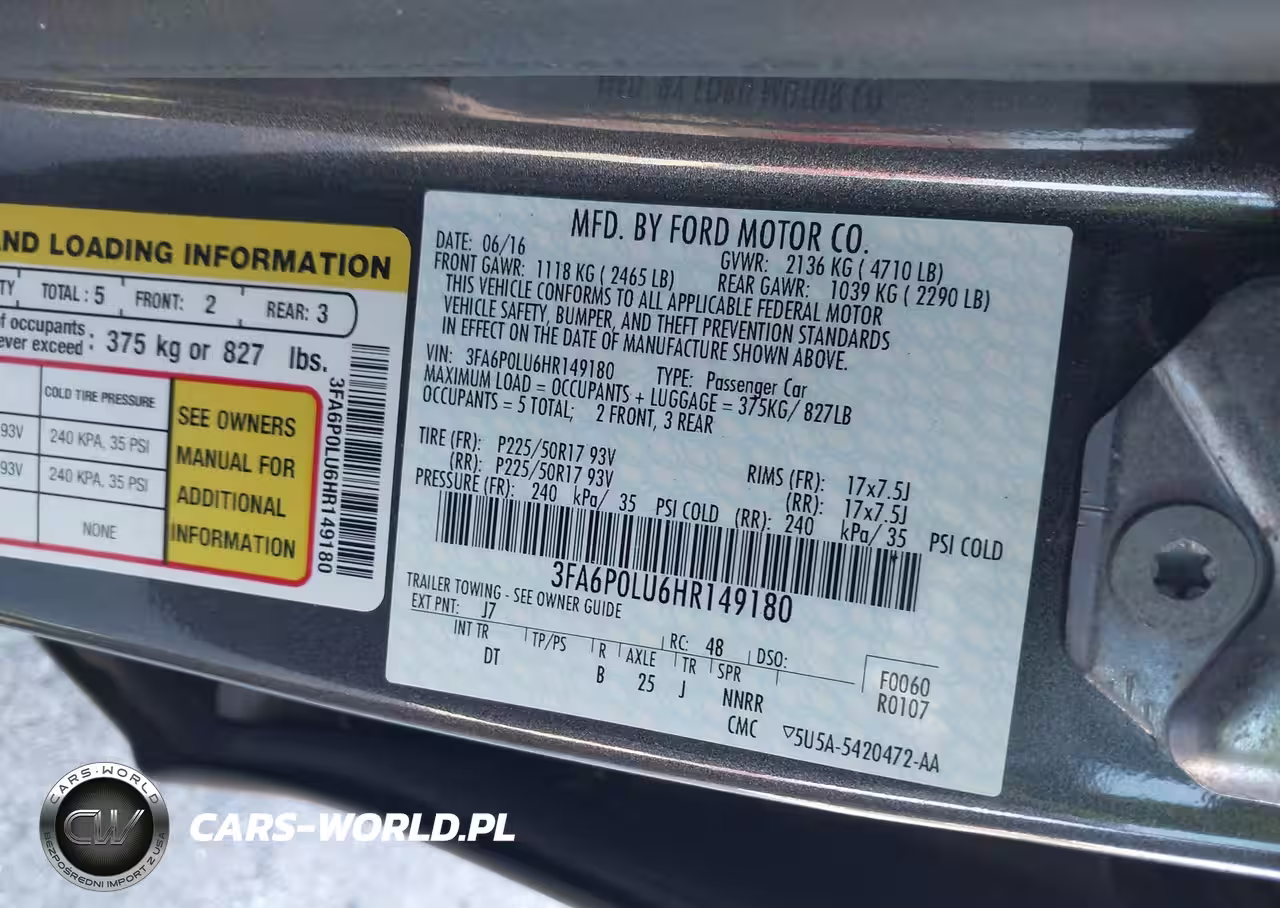 AND LOADING INFORMATION
TOTAL: 5 FRONT: 2 REAR: 3
of occupants
ever exceed : 375 kg or 827 lbs.
COLD TIRE PRESSURE
93V 240 KPA, 35 PSI
93V 240 KPA, 35 PSI
NONE
SEE OWNERS
MANUAL FOR
ADDITIONAL
INFORMATION
3FA6P0LU6HR149180
MFD. BY FORD MOTOR CO.
DATE: 06/16 GVWR: 2136 KG ( 4710 LB)
FRONT GAWR: 1118 KG ( 2465 LB) REAR GAWR: 1039 KG ( 2290 LB)
THIS VEHICLE CONFORMS TO ALL APPLICABLE FEDERAL MOTOR
VEHICLE SAFETY, BUMPER, AND THEFT PREVENTION STANDARDS
IN EFFECT ON THE DATE OF MANUFACTURE SHOWN ABOVE.
VIN: 3FA6P0LU6HR149180 TYPE: Passenger Car
MAXIMUM LOAD = OCCUPANTS + LUGGAGE = 375KG/ 827LB
OCCUPANTS = 5 TOTAL; 2 FRONT, 3 REAR
TIRE (FR): P225/50R17 93V RIMS (FR): 17x7.5J
(RR): P225/50R17 93V (RR): 17x7.5J
PRESSURE (FR): 240 kPa/ 35 PSI COLD (RR): 240 kPa/ 35 PSI COLD
3FA6P0LU6HR149180
TRAILER TOWING - SEE OWNER GUIDE
EXT PNT: J7 RC: 48 DSO:
INT TR TP/PS R AXLE TR SPR
DT B 25 J NNRR
F0060
R0107
CMC ▽5U5A-5420472-AA
CARS-WORLD
CW
BEZPOŚREDNI IMPORT Z USA
CARS-WORLD.PL